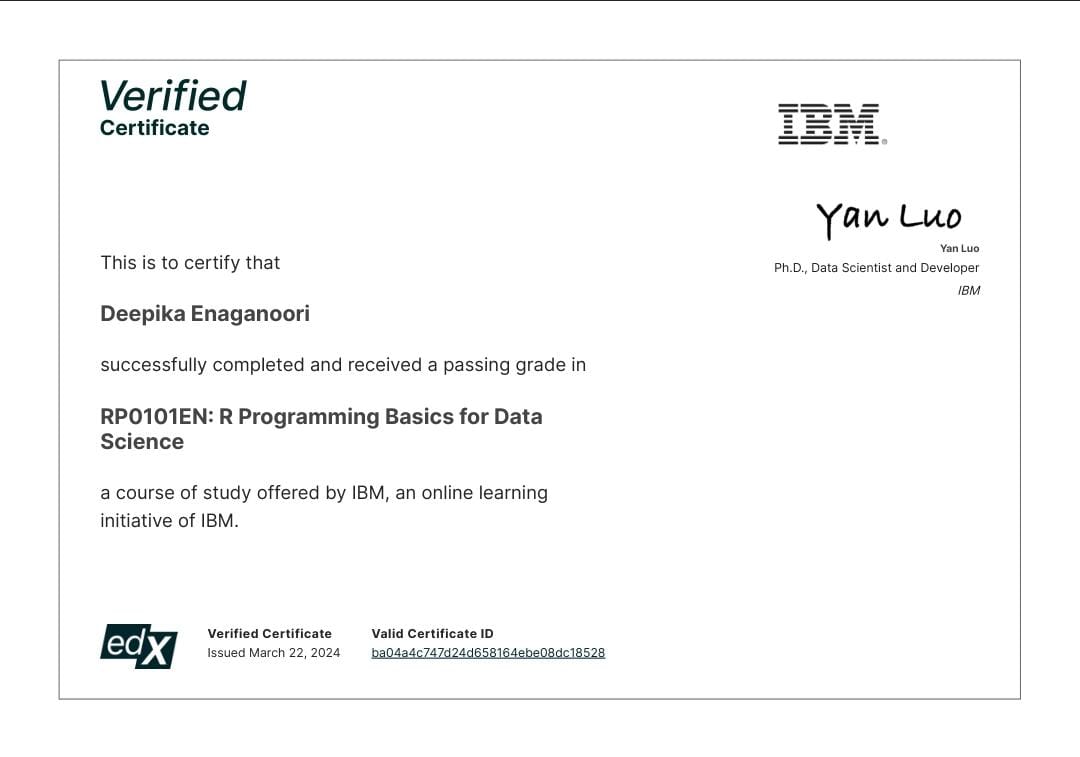 Verified
Certificate
IBM®
Yan Luo
Yan Luo
Ph.D., Data Scientist and Developer
IBM
This is to certify that
Deepika Enaganoori
successfully completed and received a passing grade in
RP0101EN: R Programming Basics for Data
Science
a course of study offered by IBM, an online learning
initiative of IBM.
edX
Verified Certificate
Issued March 22, 2024
Valid Certificate ID
ba04a4c747d24d658164ebe08dc18528